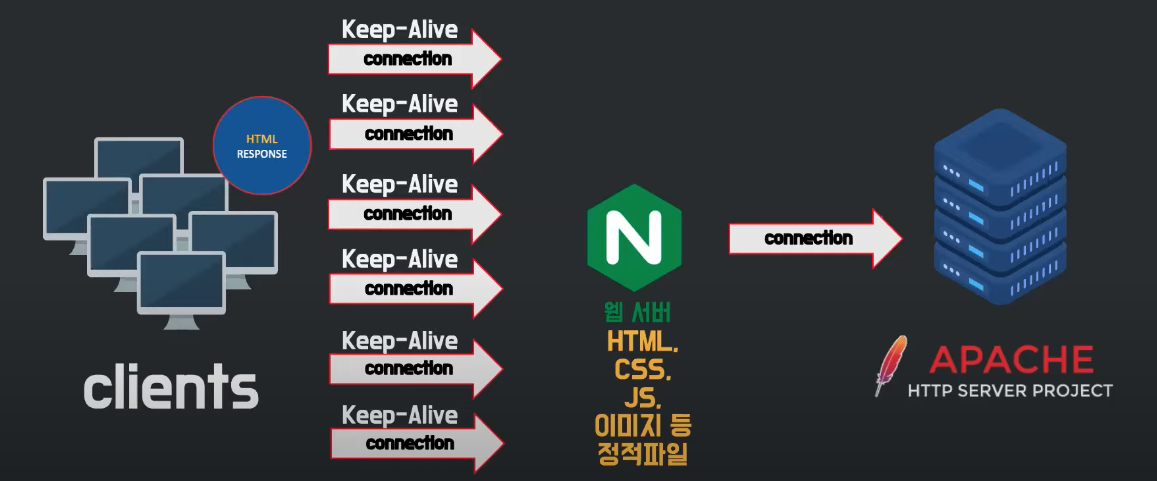 Keep-Alive
connection
Keep-Alive
connection
HTML
RESPONSE
Keep-Alive
connection
Keep-Alive
connection
Keep-Alive
connection
Keep-Alive
connection
clients
N
웹 서버
HTML,
CSS,
JS,
이미지 등
정적파일
connection
APACHE
HTTP SERVER PROJECT